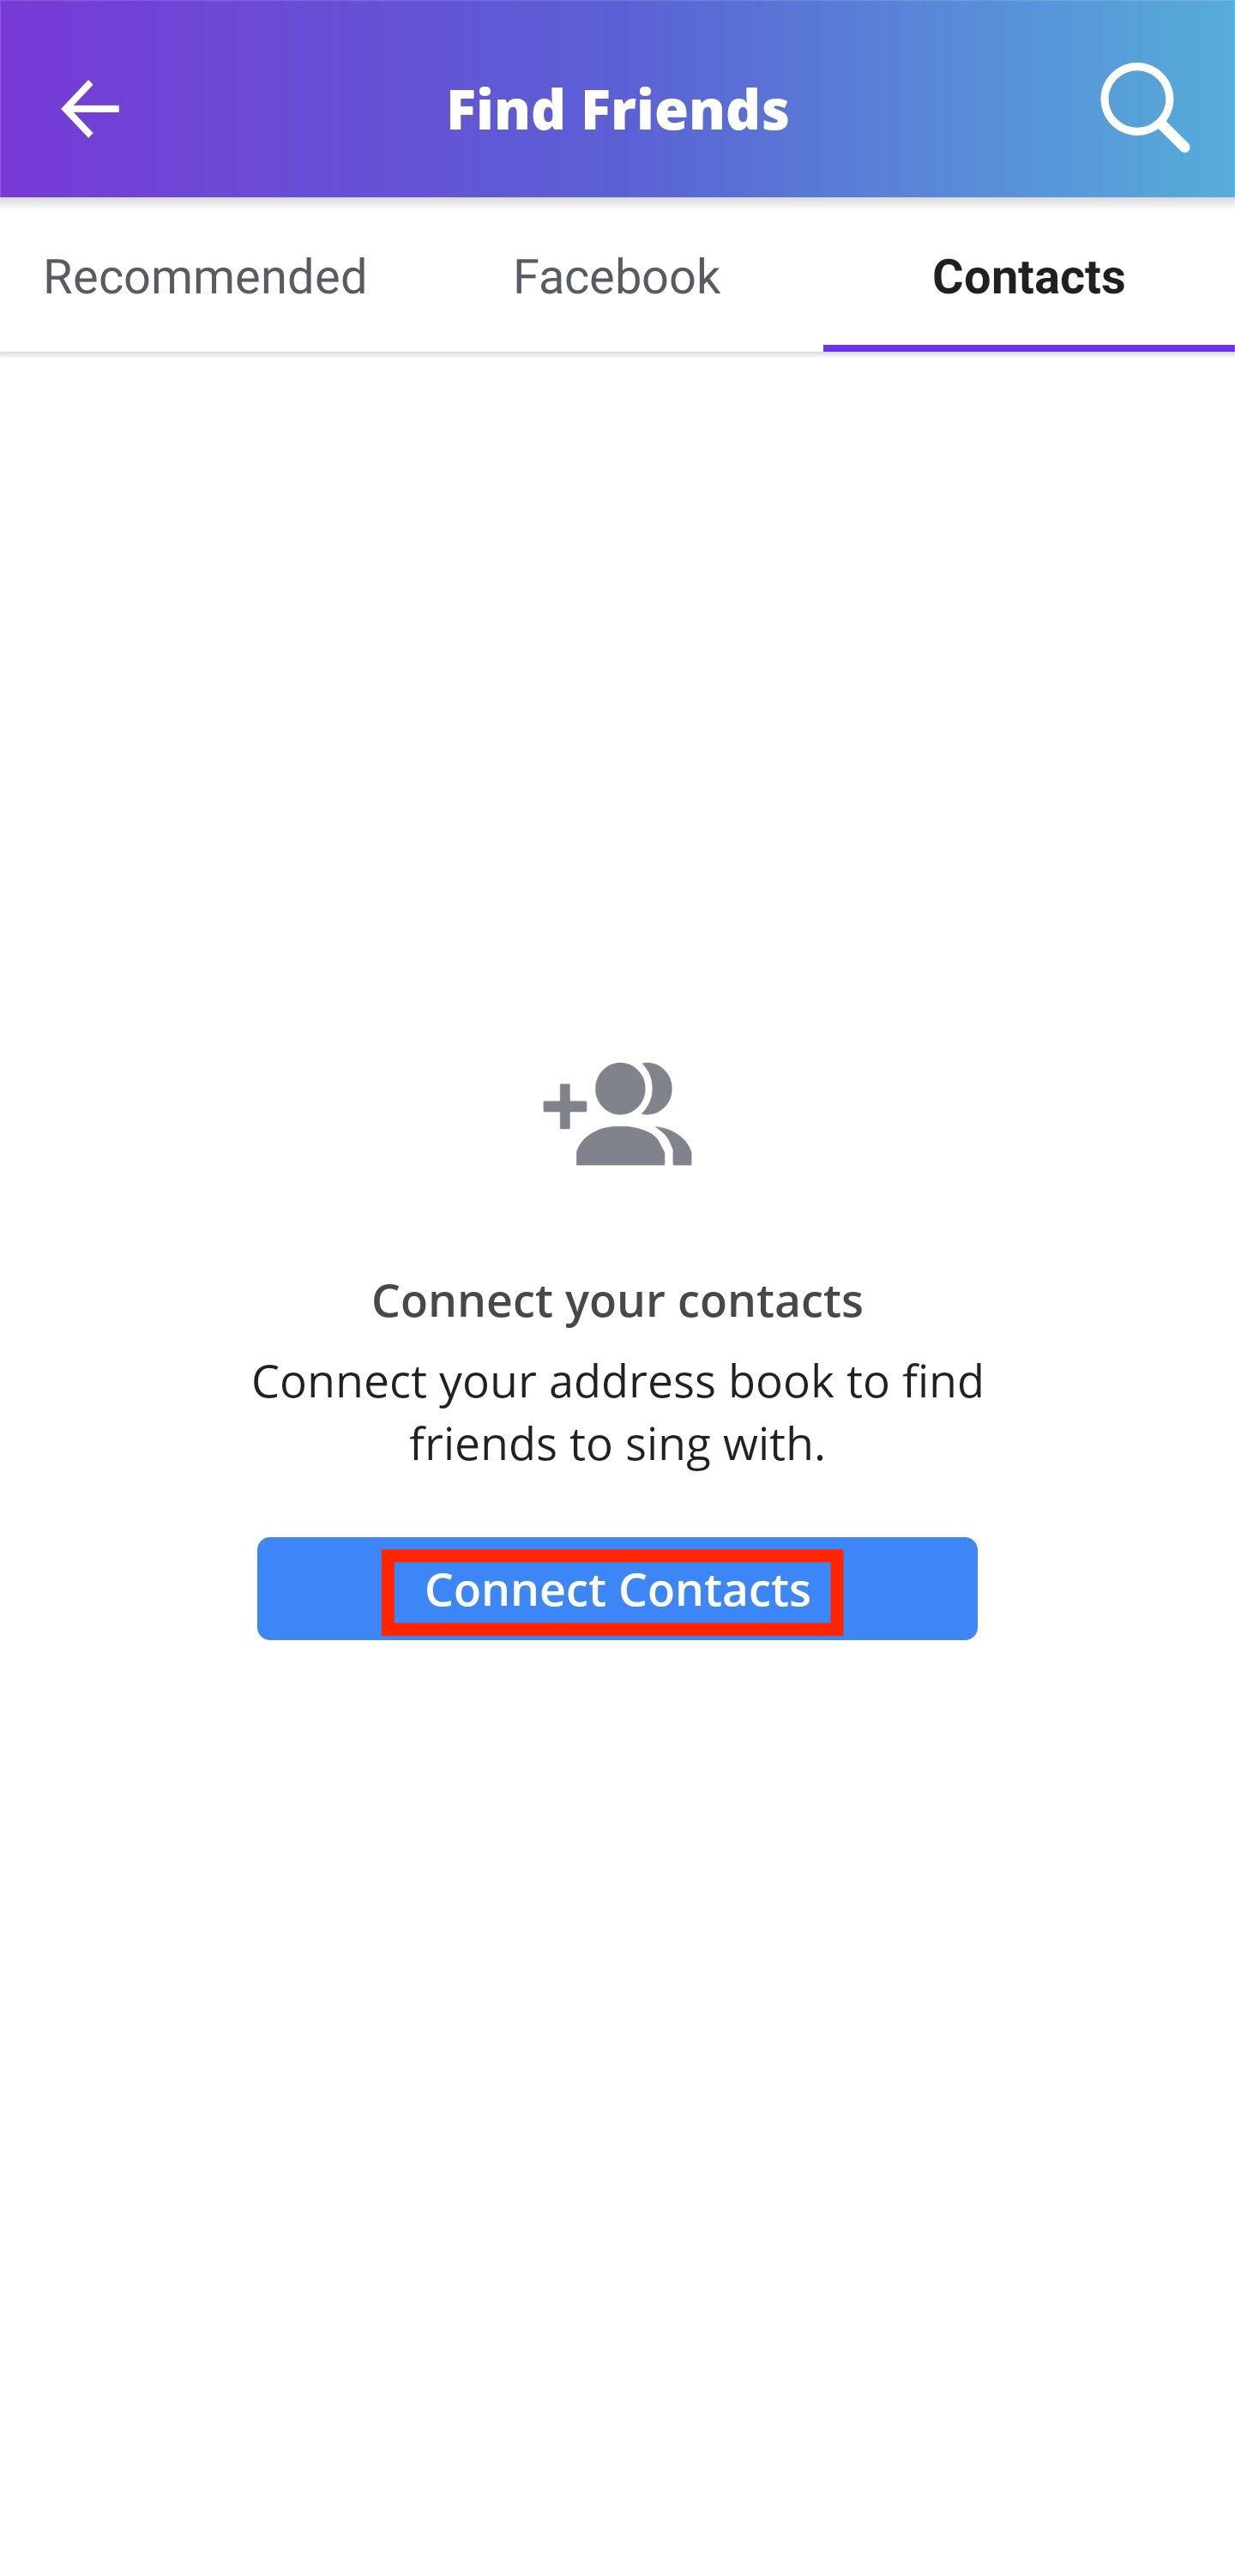 Find Friends
Recommended Facebook Contacts
Connect your contacts
Connect your address book to find
friends to sing with.
Connect Contacts